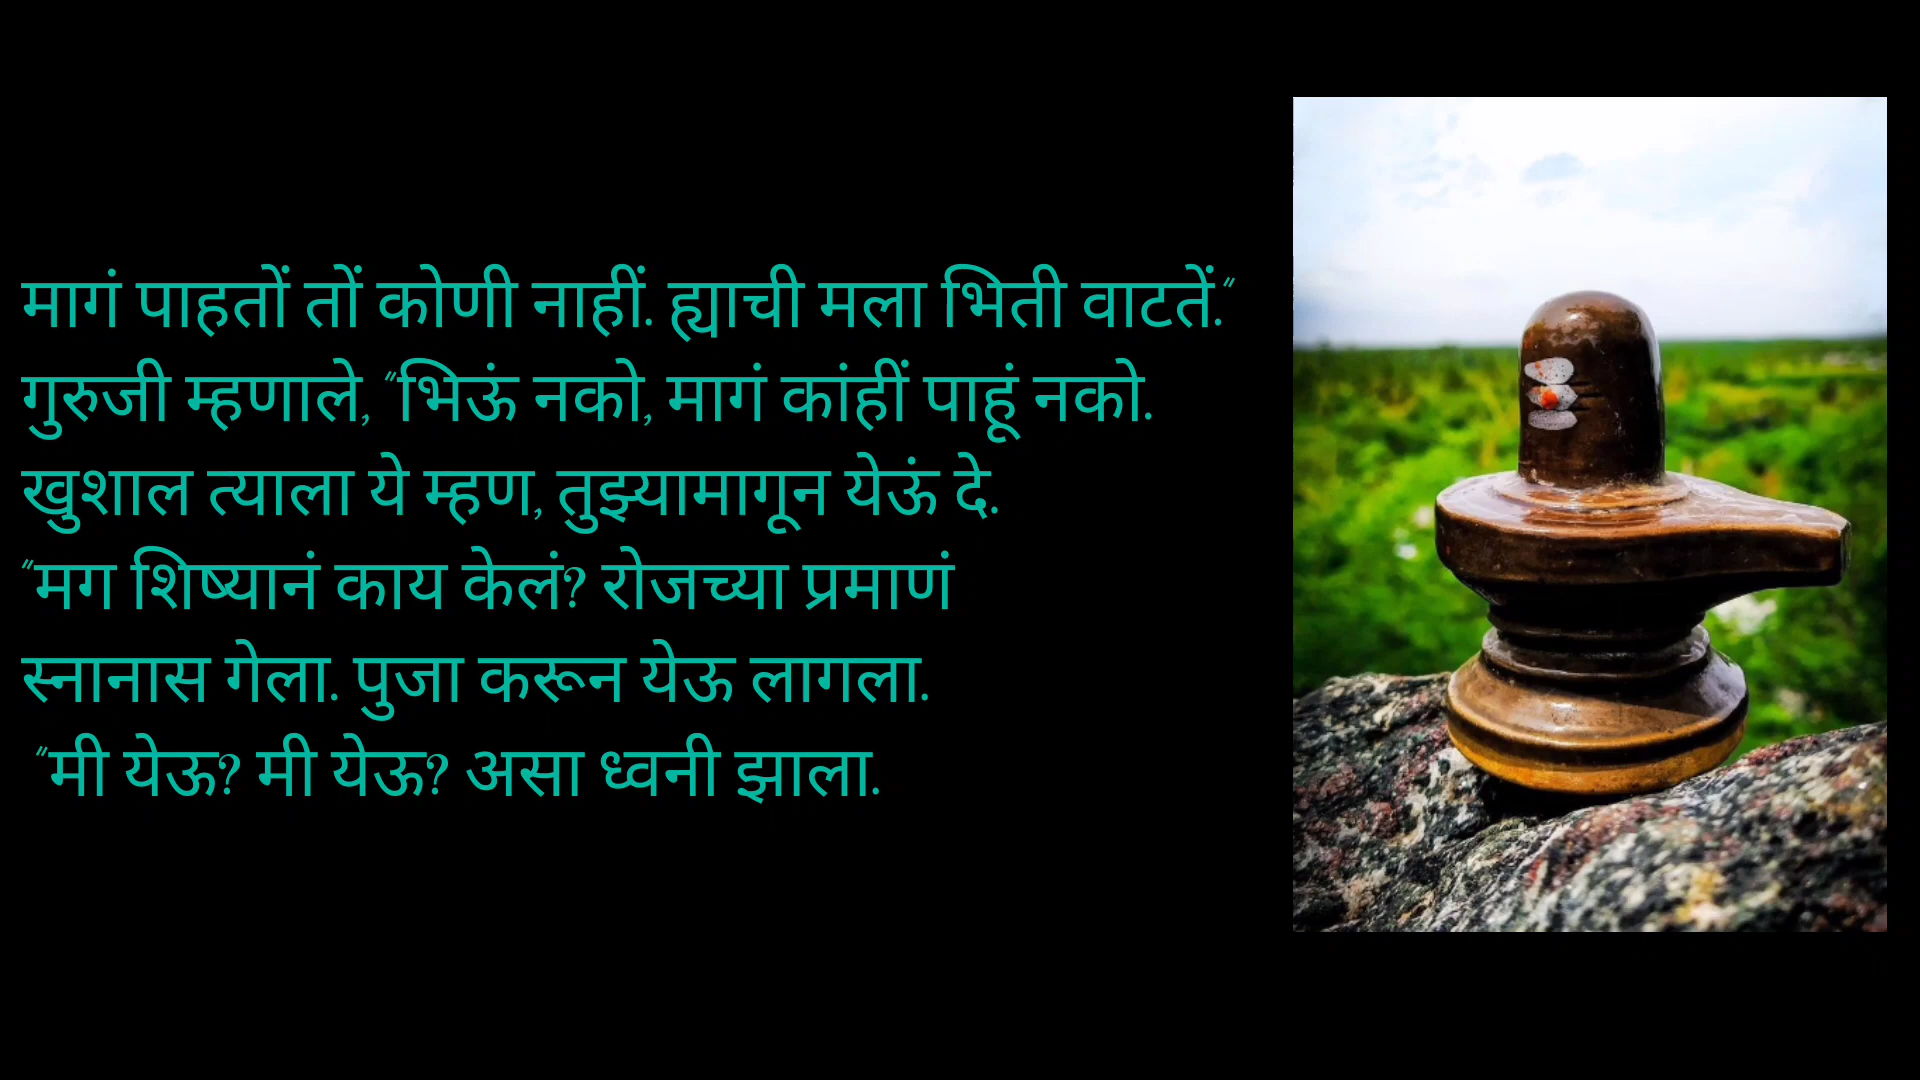 मागं पाहतों तों कोणी नाहीं. ह्याची मला भिती वाटतें.”
गुरुजी म्हणाले, “भिऊं नको, मागं कांहीं पाहूं नको.
खुशाल त्याला ये म्हण, तुझ्यामागून येऊं दे.
“मग शिष्यानं काय केलं? रोजच्या प्रमाणं
स्नानास गेला. पुजा करून येऊ लागला.
“मी येऊ? मी येऊ? असा ध्वनी झाला.